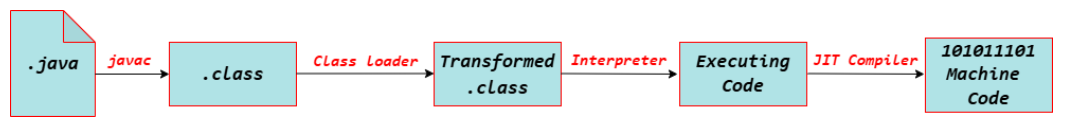 .java
javac
.class
Class Loader
Transformed
.class
Interpreter
Executing
Code
JIT Compiler
101011101
Machine
Code